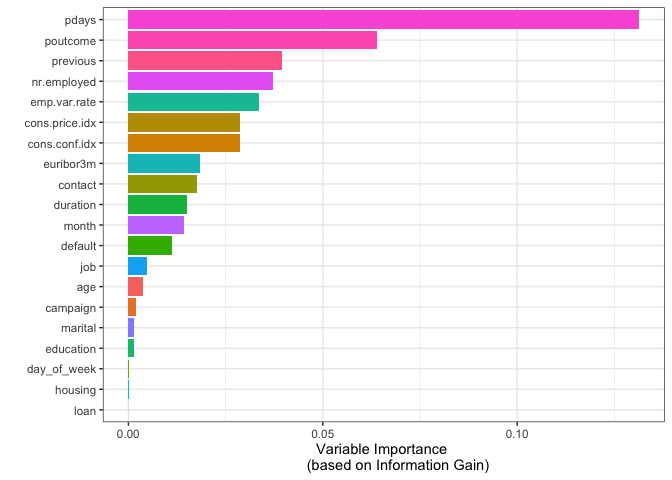 pdays
poutcome
previous
nr.employed
emp.var.rate
cons.price.idx
cons.conf.idx
euribor3m
contact
duration
month
default
job
age
campaign
marital
education
day_of_week
housing
loan
0.00 0.05 0.10
Variable Importance
(based on Information Gain)